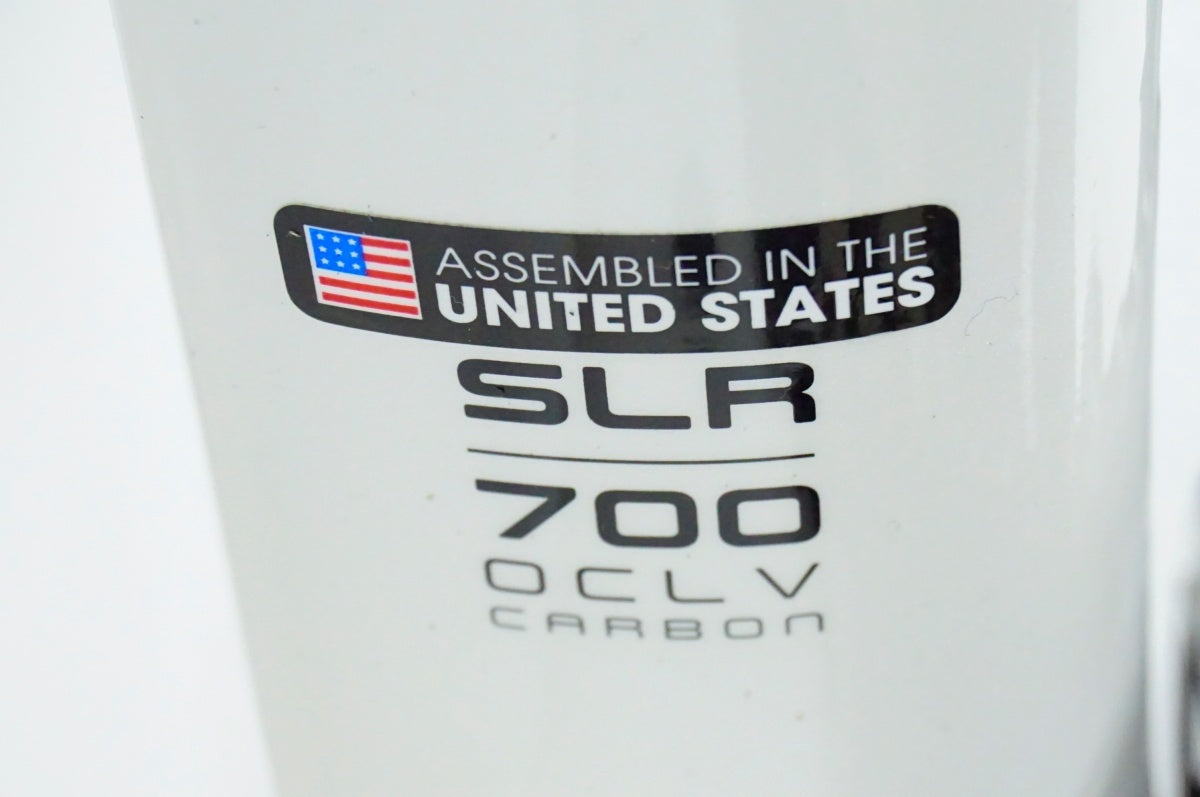 ASSEMBLED IN THE
UNITED STATES
SLR
700
OCLV
CARBON